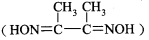 CH₃ CH₃
(HON=C—C=NOH)